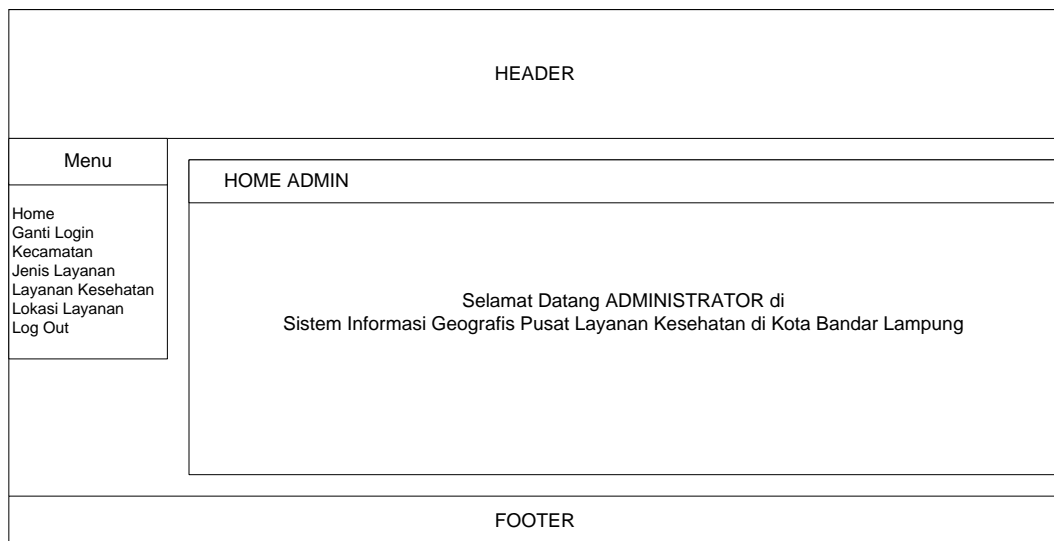 HEADER
Menu
Home
Ganti Login
Kecamatan
Jenis Layanan
Layanan Kesehatan
Lokasi Layanan
Log Out
HOME ADMIN
Selamat Datang ADMINISTRATOR di
Sistem Informasi Geografis Pusat Layanan Kesehatan di Kota Bandar Lampung
FOOTER